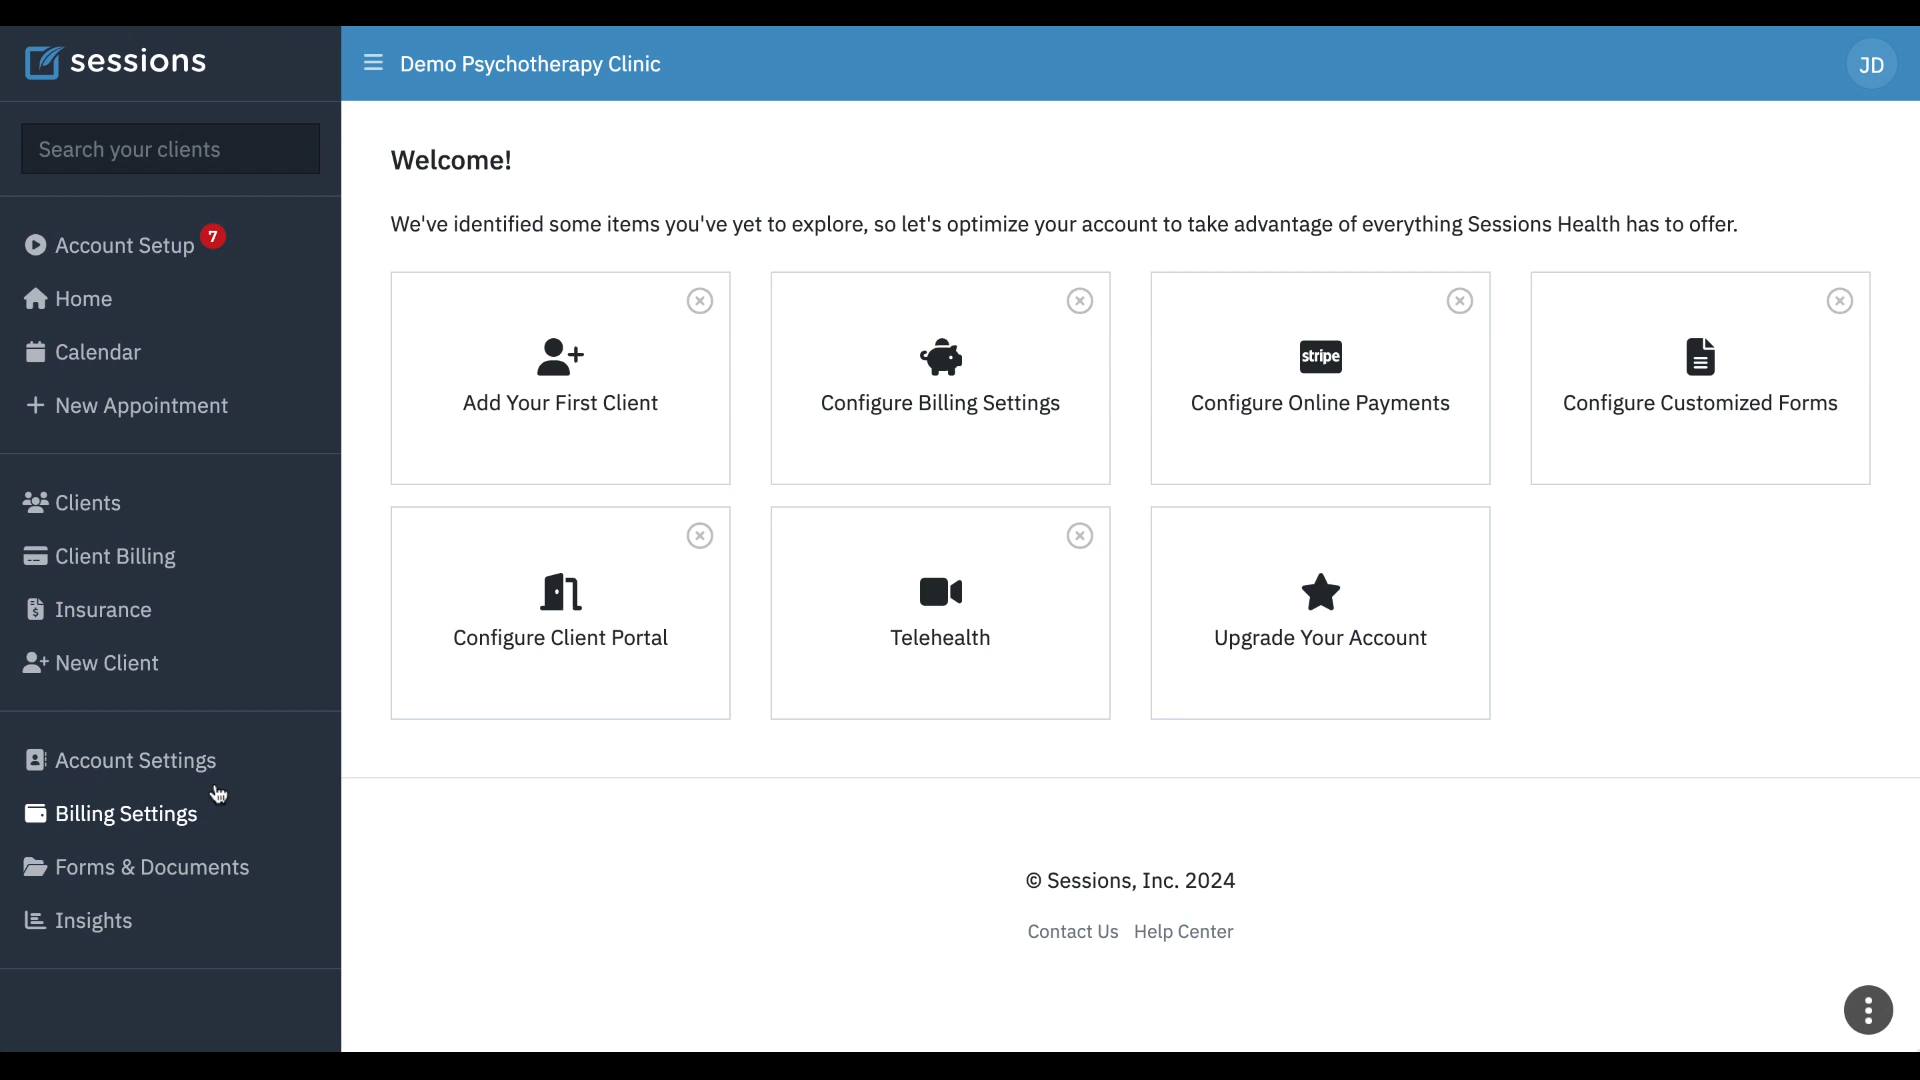 sessions
Demo Psychotherapy Clinic
JD
Search your clients
Account Setup 7
Home
Calendar
New Appointment
Clients
Client Billing
Insurance
New Client
Account Settings
Billing Settings
Forms & Documents
Insights
Welcome!
We've identified some items you've yet to explore, so let's optimize your account to take advantage of everything Sessions Health has to offer.
Add Your First Client
Configure Billing Settings
stripe
Configure Online Payments
Configure Customized Forms
Configure Client Portal
Telehealth
Upgrade Your Account
© Sessions, Inc. 2024
Contact Us Help Center